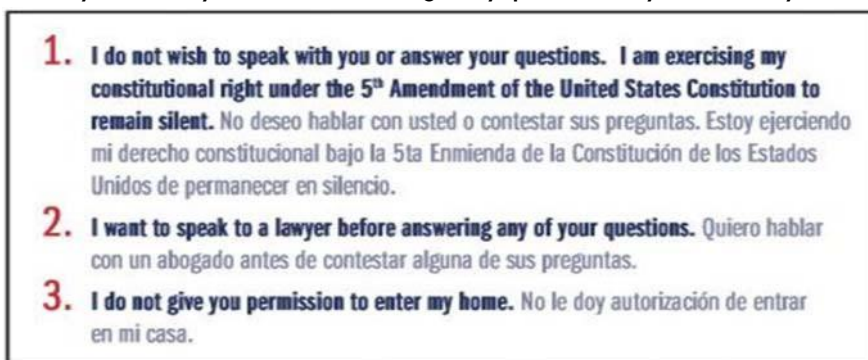 1. I do not wish to speak with you or answer your questions. I am exercising my
constitutional right under the 5th Amendment of the United States Constitution to
remain silent. No deseo hablar con usted o contestar sus preguntas. Estoy ejerciendo
mi derecho constitucional bajo la 5ta Enmienda de la Constitución de los Estados
Unidos de permanecer en silencio.
2. I want to speak to a lawyer before answering any of your questions. Quiero hablar
con un abogado antes de contestar alguna de sus preguntas.
3. I do not give you permission to enter my home. No le doy autorización de entrar
en mi casa.